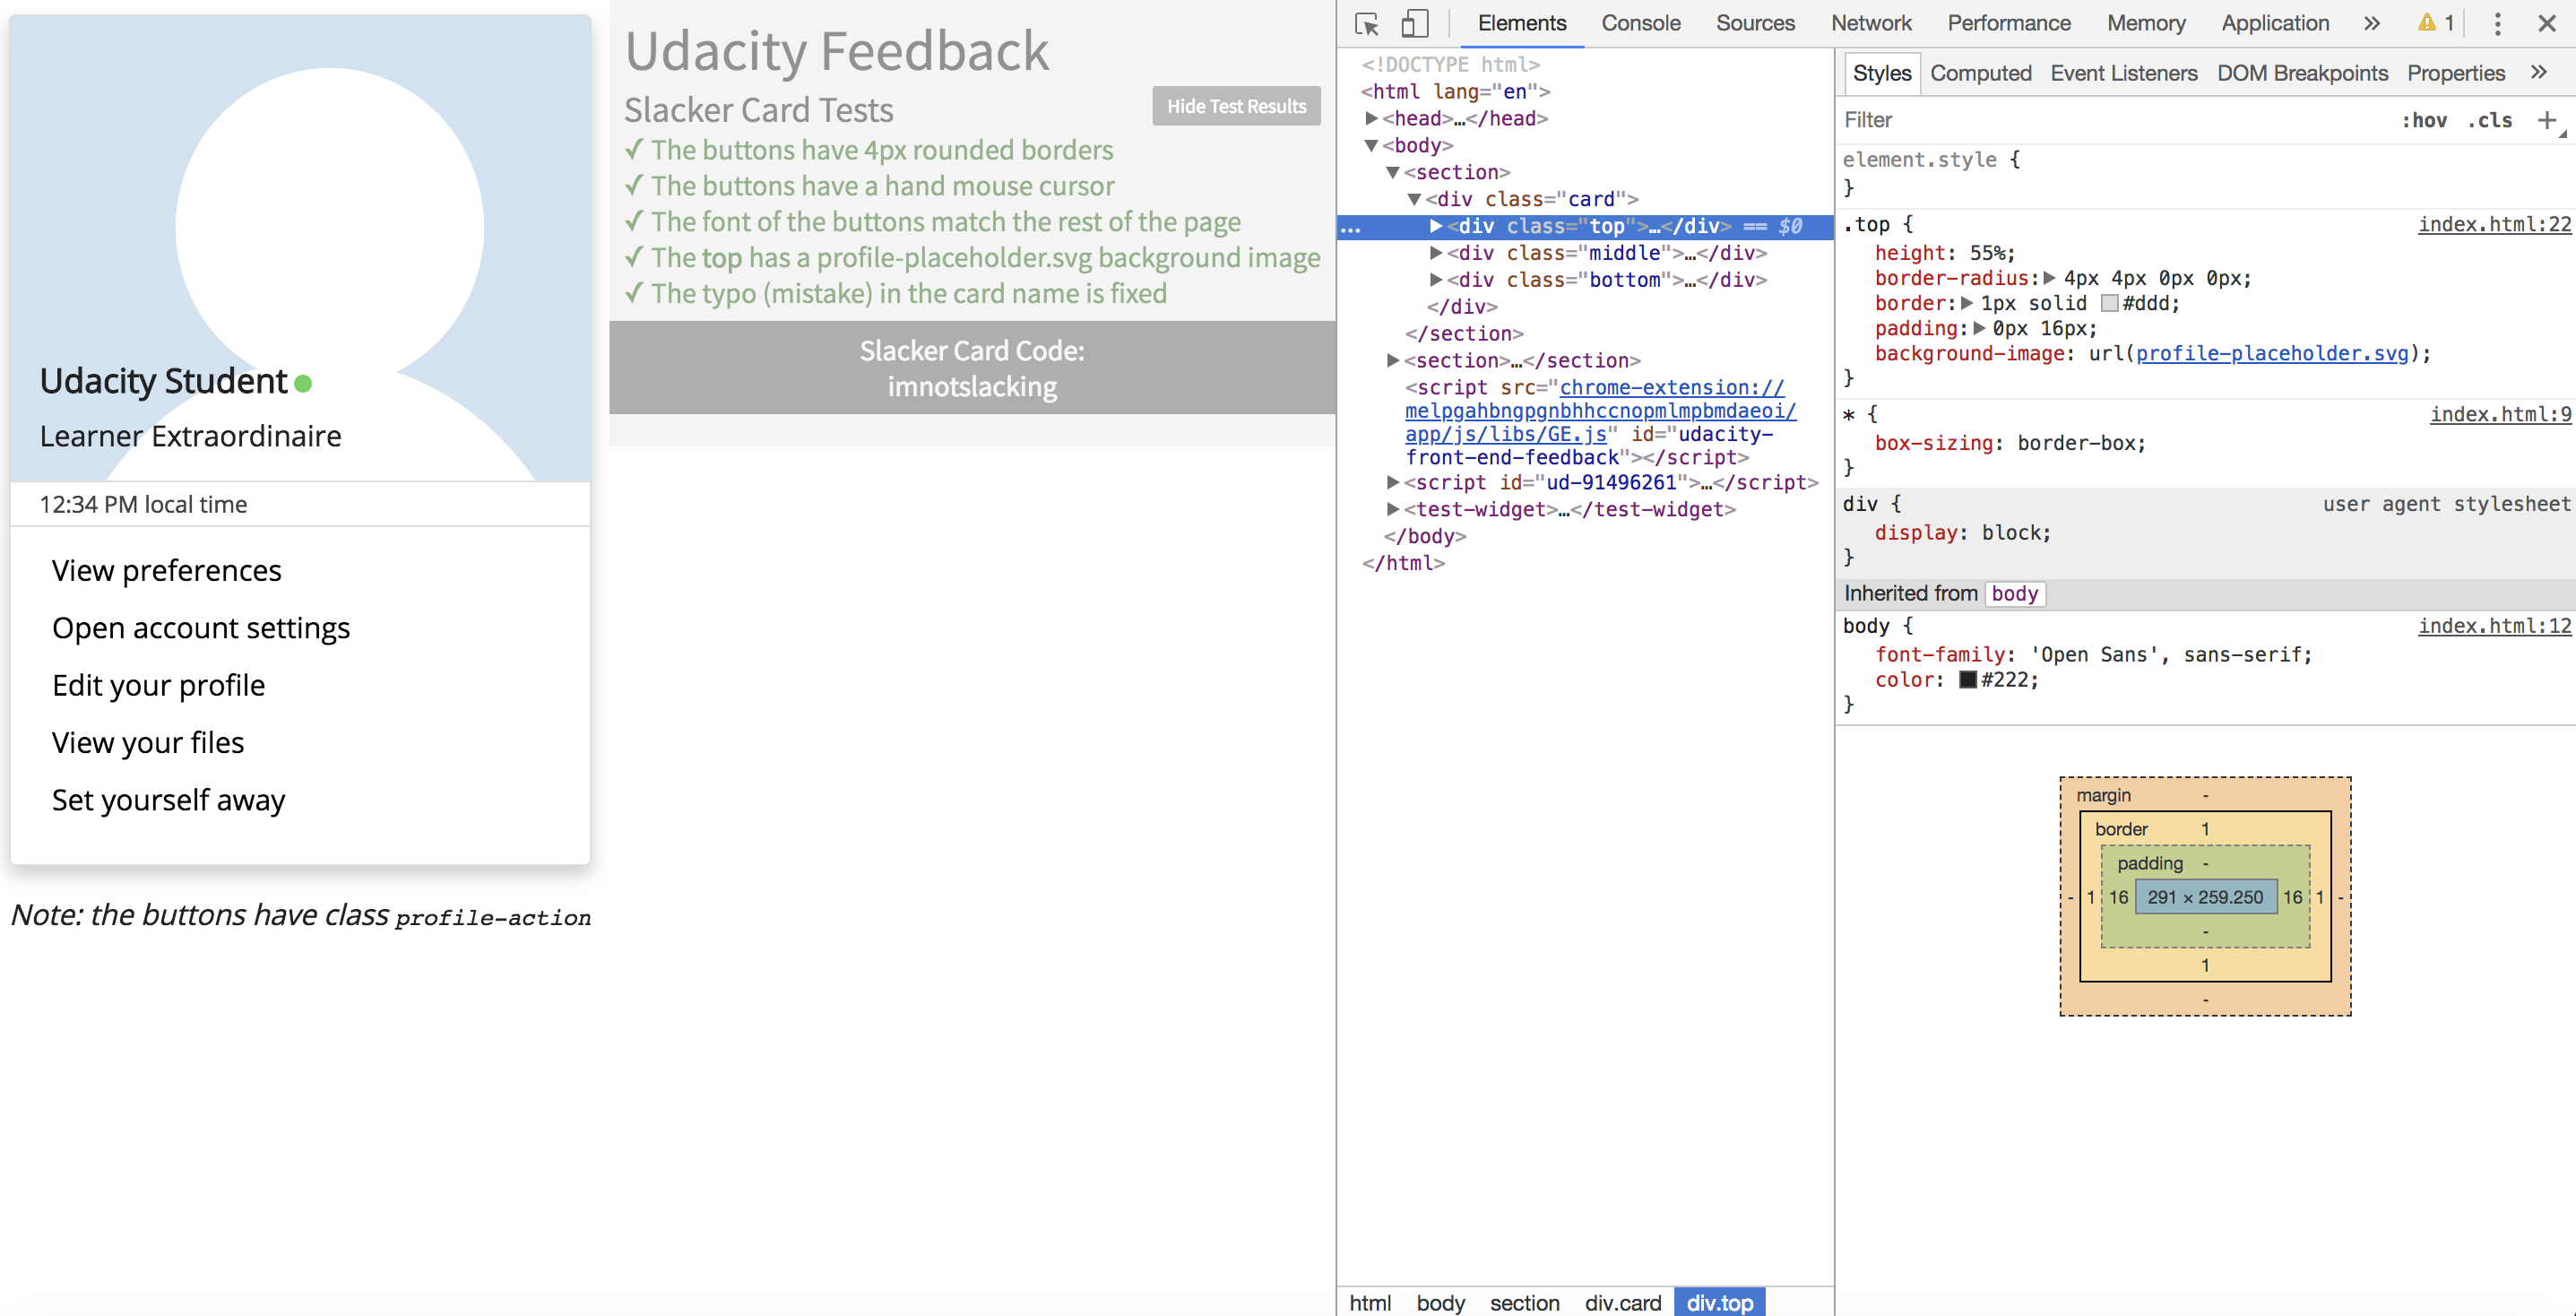 Udacity Student
Learner Extraordinaire
12:34 PM local time
View preferences
Open account settings
Edit your profile
View your files
Set yourself away
Note: the buttons have class profile-action
Udacity Feedback
Slacker Card Tests
Hide Test Results
✓ The buttons have 4px rounded borders
✓ The buttons have a hand mouse cursor
✓ The font of the buttons match the rest of the page
✓ The top has a profile-placeholder.svg background image
✓ The typo (mistake) in the card name is fixed
Slacker Card Code:
imnotslacking
Elements Console Sources Network Performance Memory Application » 1
<!DOCTYPE html>
<html lang="en">
▶<head>…</head>
▼<body>
▼<section>
▼<div class="card">
… ▶<div class="top">…</div> == $0
▶<div class="middle">…</div>
▶<div class="bottom">…</div>
</div>
</section>
▶<section>…</section>
<script src="chrome-extension://
melpgahbngpgnbhhccnopmlmpbmdaeoi/
app/js/libs/GE.js" id="udacity-
front-end-feedback"></script>
▶<script id="ud-91496261">…</script>
▶<test-widget>…</test-widget>
</body>
</html>
html body section div.card div.top
Styles Computed Event Listeners DOM Breakpoints Properties »
Filter :hov .cls +
element.style {
}
.top { index.html:22
height: 55%;
border-radius:▶ 4px 4px 0px 0px;
border:▶ 1px solid #ddd;
padding:▶ 0px 16px;
background-image: url(profile-placeholder.svg);
}
* { index.html:9
box-sizing: border-box;
}
div { user agent stylesheet
display: block;
}
Inherited from body
body { index.html:12
font-family: 'Open Sans', sans-serif;
color: #222;
}
margin -
border 1
padding -
- 1 16 291 × 259.250 16 1 -
-
1
-